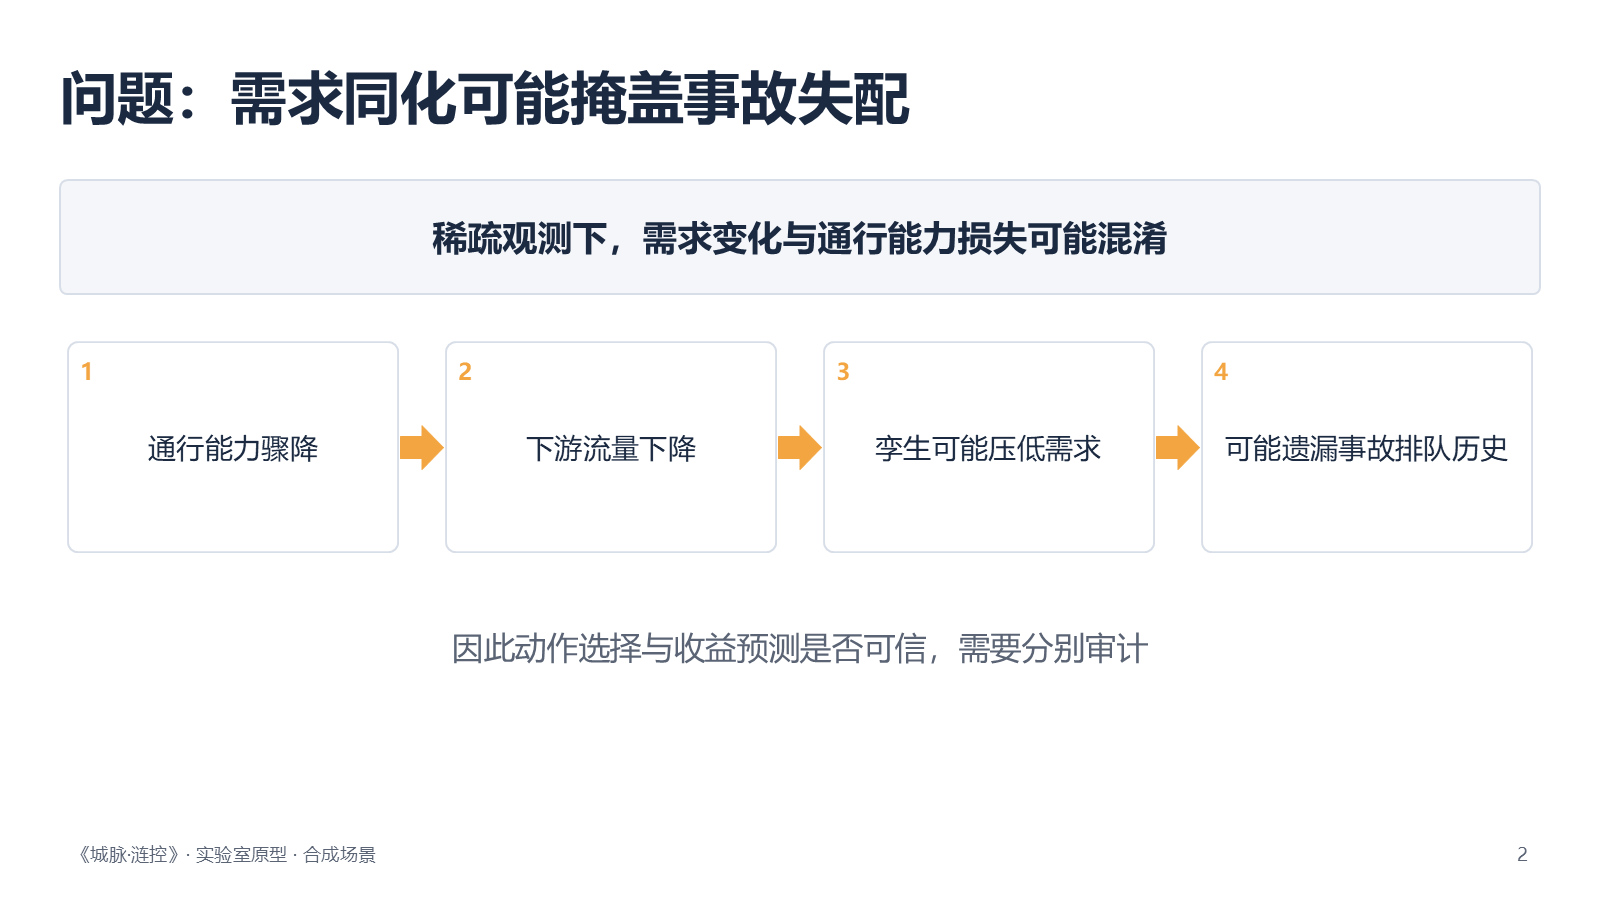 问题：需求同化可能掩盖事故失配
稀疏观测下，需求变化与通行能力损失可能混淆
1
通行能力骤降
2
下游流量下降
3
孪生可能压低需求
4
可能遗漏事故排队历史
因此动作选择与收益预测是否可信，需要分别审计
《城脉·涟控》· 实验室原型 · 合成场景
2